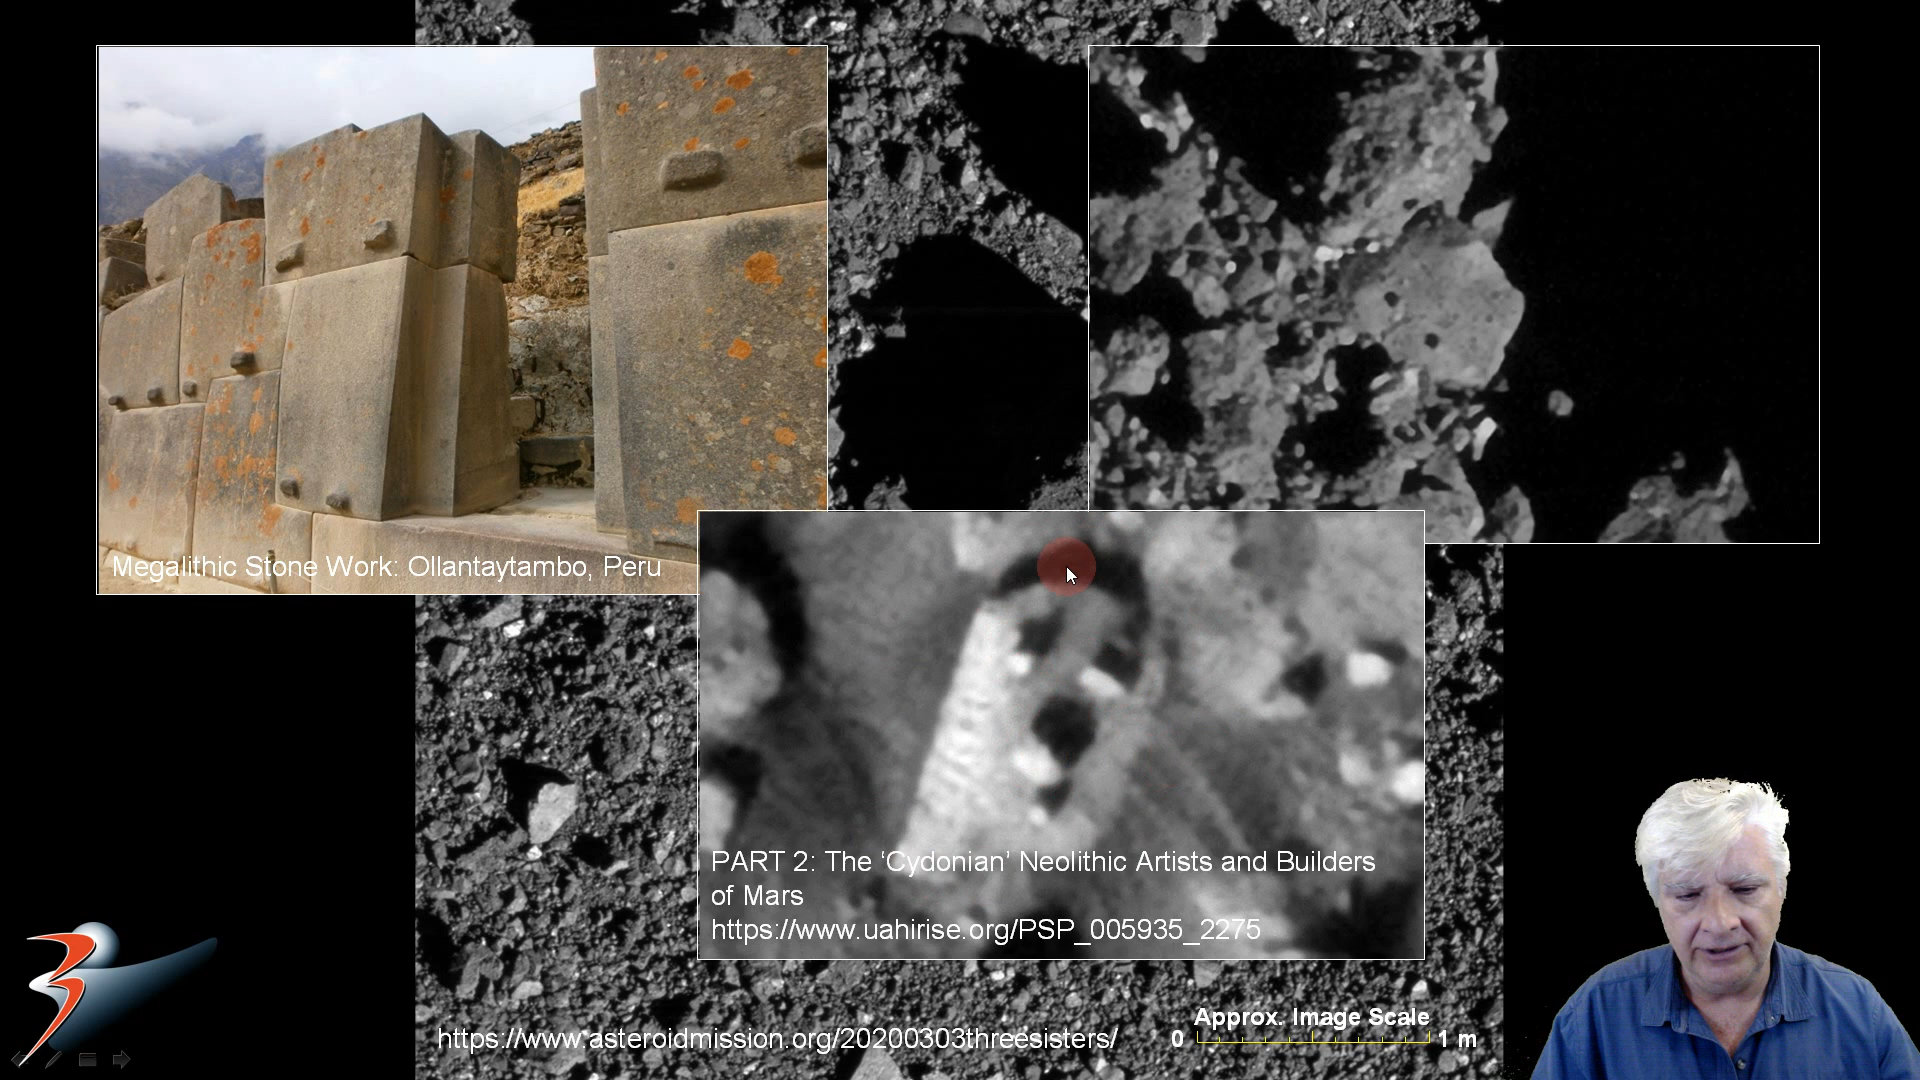 Megalithic Stone Work: Ollantaytambo, Peru
PART 2: The ‘Cydonian’ Neolithic Artists and Builders
of Mars
https://www.uahirise.org/PSP_005935_2275
https://www.asteroidmission.org/20200303threesisters/
Approx. Image Scale
0 1 m